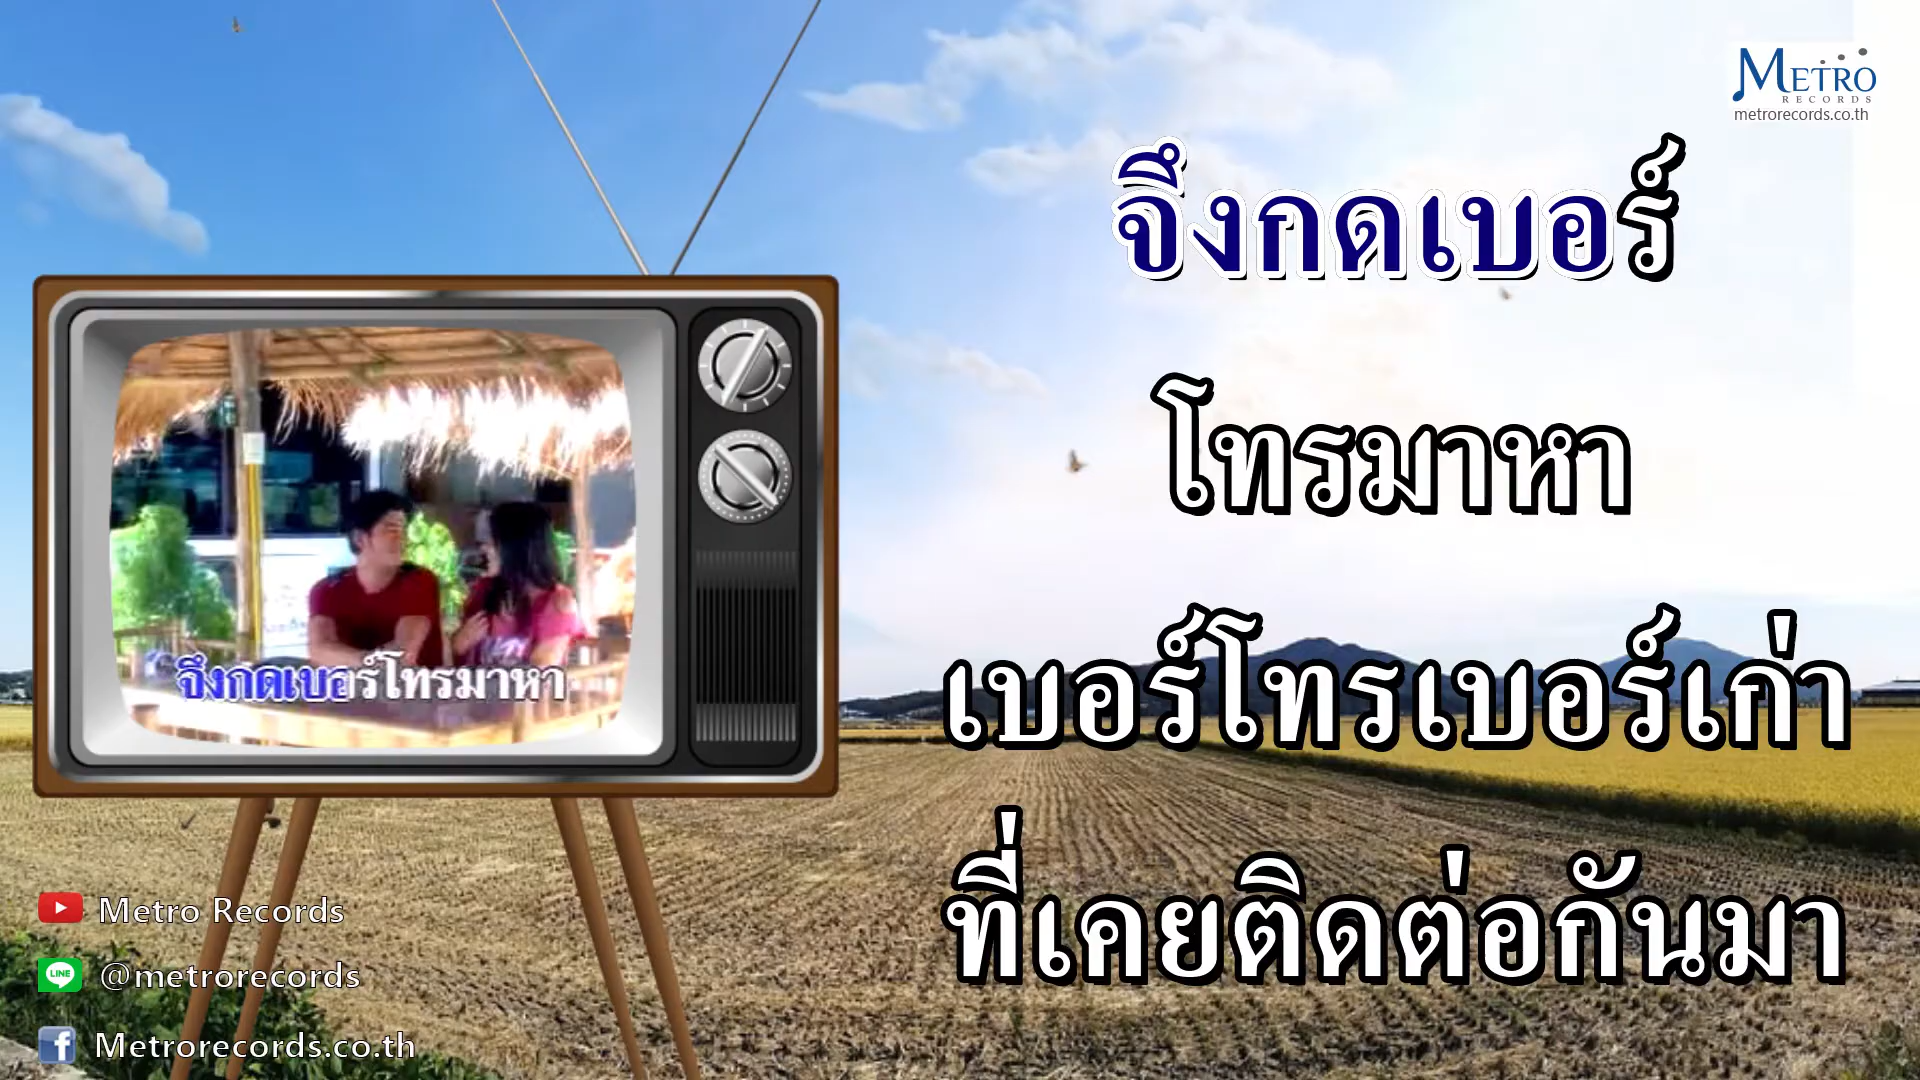 METRO
RECORDS
metrorecords.co.th
จึงกดเบอร์
โทรมาหา
เบอร์โทรเบอร์เก่า
ที่เคยติดต่อกันมา
จึงกดเบอร์โทรมาหา
Metro Records
LINE @metrorecords
f Metrorecords.co.th